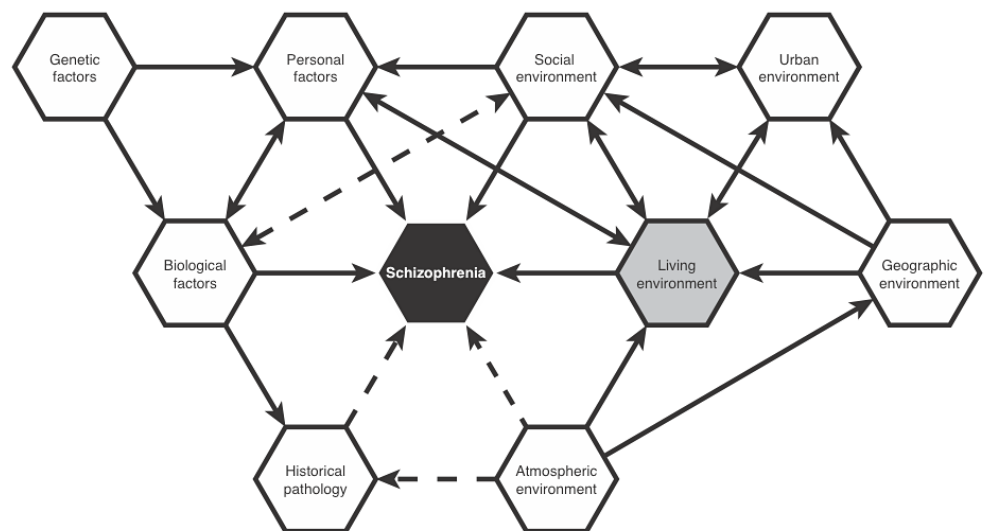 Genetic
factors
Personal
factors
Social
environment
Urban
environment
Biological
factors
Schizophrenia
Living
environment
Geographic
environment
Historical
pathology
Atmospheric
environment